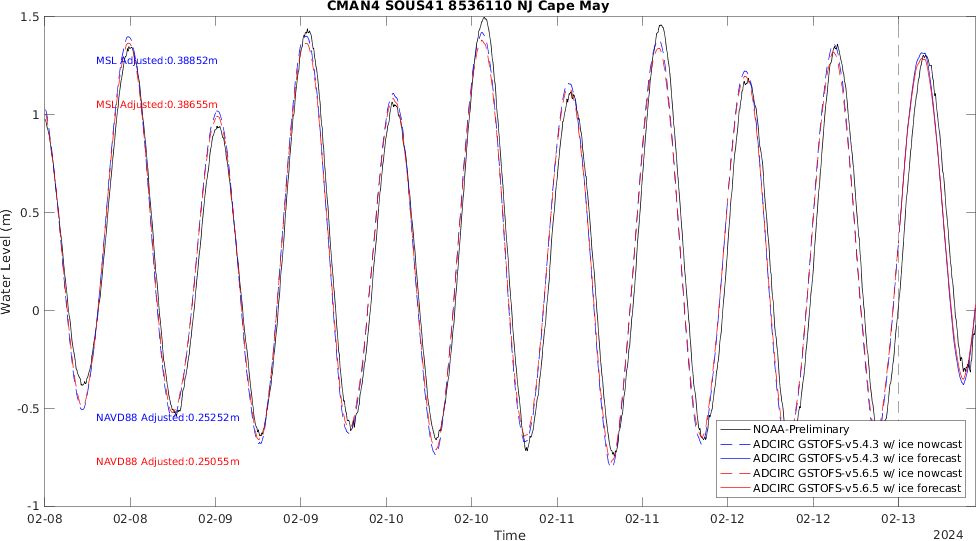 CMAN4 SOUS41 8536110 NJ Cape May
1.5
1
0.5
0
-0.5
-1
Water Level (m)
MSL Adjusted:0.38852m
MSL Adjusted:0.38655m
NAVD88 Adjusted:0.25252m
NAVD88 Adjusted:0.25055m
NOAA-Preliminary
ADCIRC GSTOFS-v5.4.3 w/ ice nowcast
ADCIRC GSTOFS-v5.4.3 w/ ice forecast
ADCIRC GSTOFS-v5.6.5 w/ ice nowcast
ADCIRC GSTOFS-v5.6.5 w/ ice forecast
02-08 02-08 02-09 02-09 02-10 02-10 02-11 02-11 02-12 02-12 02-13
Time
2024